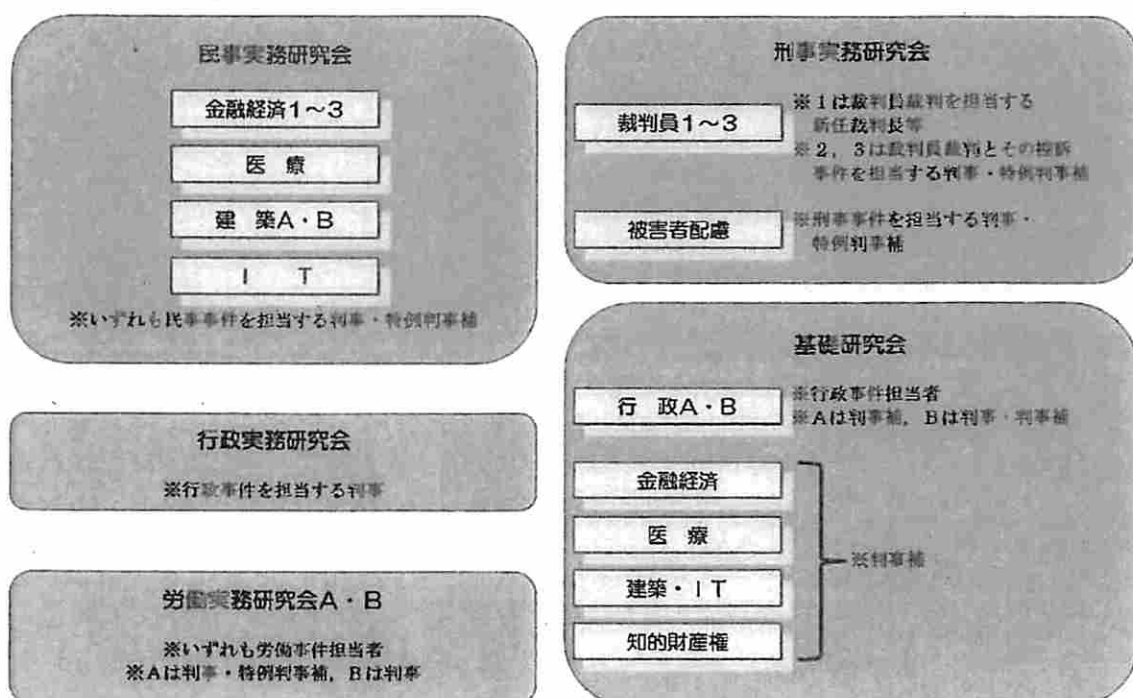 民事実務研究会
金融経済1~3
医 療
建 築A・B
I T
※いずれも民事事件を担当する判事・特例判事補
行政実務研究会
※行政事件を担当する判事
労働実務研究会A・B
※いずれも労働事件担当者
※Aは判事・特例判事補，Bは判事
刑事実務研究会
裁判員1~3
※1は裁判員裁判を担当する
新任裁判長等
※2，3は裁判員裁判とその控訴
事件を担当する判事・特例判事補
被害者配慮
※刑事事件を担当する判事・
特例判事補
基礎研究会
行 政A・B
※行政事件担当者
※Aは判事補，Bは判事・判事補
金融経済
医 療
建築・IT
知的財産権
※判事補